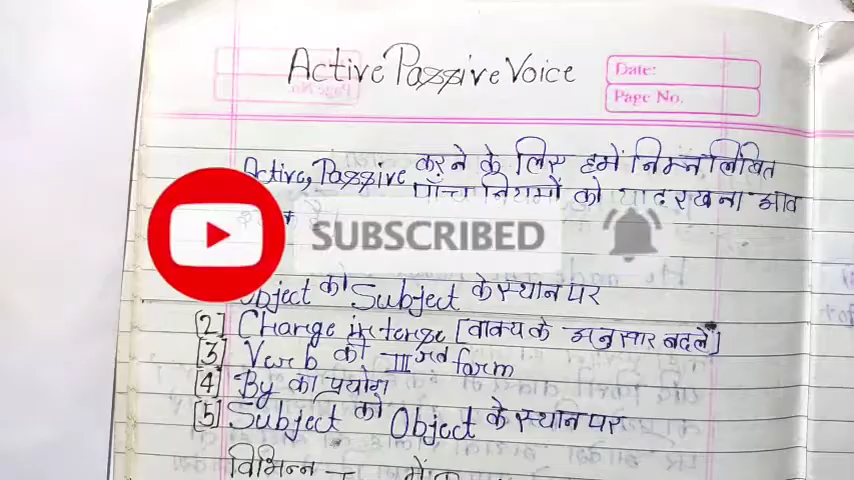 Active Passive Voice
Date:
Page No.
Active, Passive करने के लिए हमें निम्न लिखित
पाँच नियमों को याद रखना आव
SUBSCRIBED
Object को Subject के स्थान पर
[2] Change in tense [वाक्य के अनुसार बदलें]
[3] Verb की III rd form
[4] By का प्रयोग
[5] Subject को Object के स्थान पर
विभिन्न
में